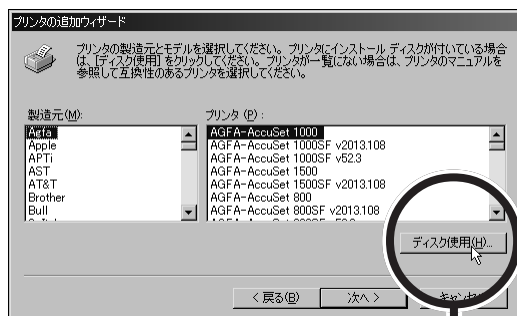 プリンタの追加ウィザード
プリンタの製造元とモデルを選択してください。プリンタにインストール ディスクが付いている場合
は、[ディスク使用] をクリックしてください。プリンタが一覧にない場合は、プリンタのマニュアルを
参照して互換性のあるプリンタを選択してください。
製造元(M):
プリンタ (P) :
Agfa
Apple
APTi
AST
AT&T
Brother
Bull
AGFA-AccuSet 1000
AGFA-AccuSet 1000SF v2013.108
AGFA-AccuSet 1000SF v52.3
AGFA-AccuSet 1500
AGFA-AccuSet 1500SF v2013.108
AGFA-AccuSet 800
AGFA-AccuSet 800SF v2013.108
ディスク使用(H)...
< 戻る(B)
次へ >
キャンセル